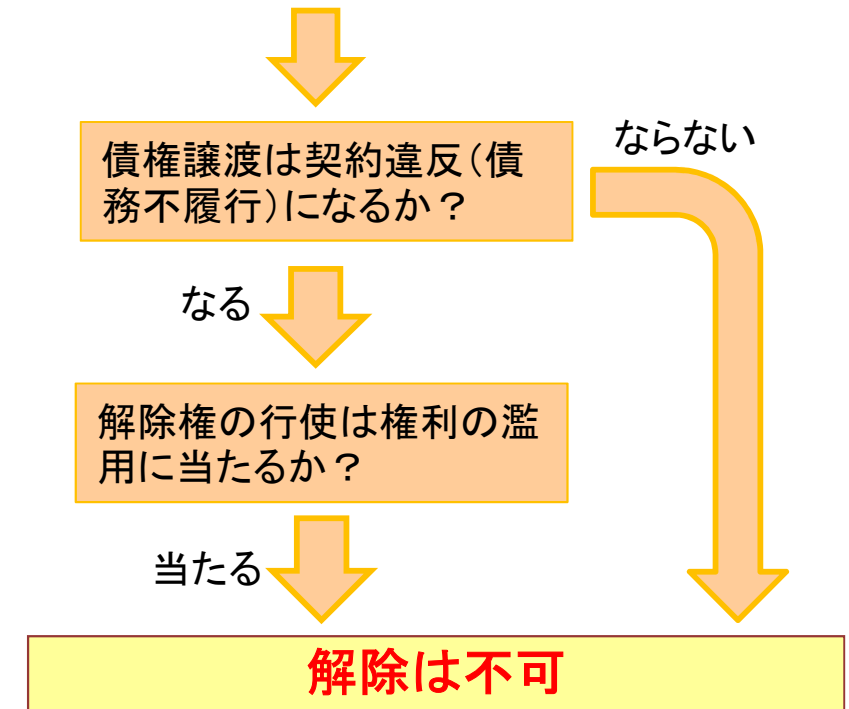 債権譲渡は契約違反(債
務不履行)になるか?
ならない
なる
解除権の行使は権利の濫
用に当たるか?
当たる
解除は不可